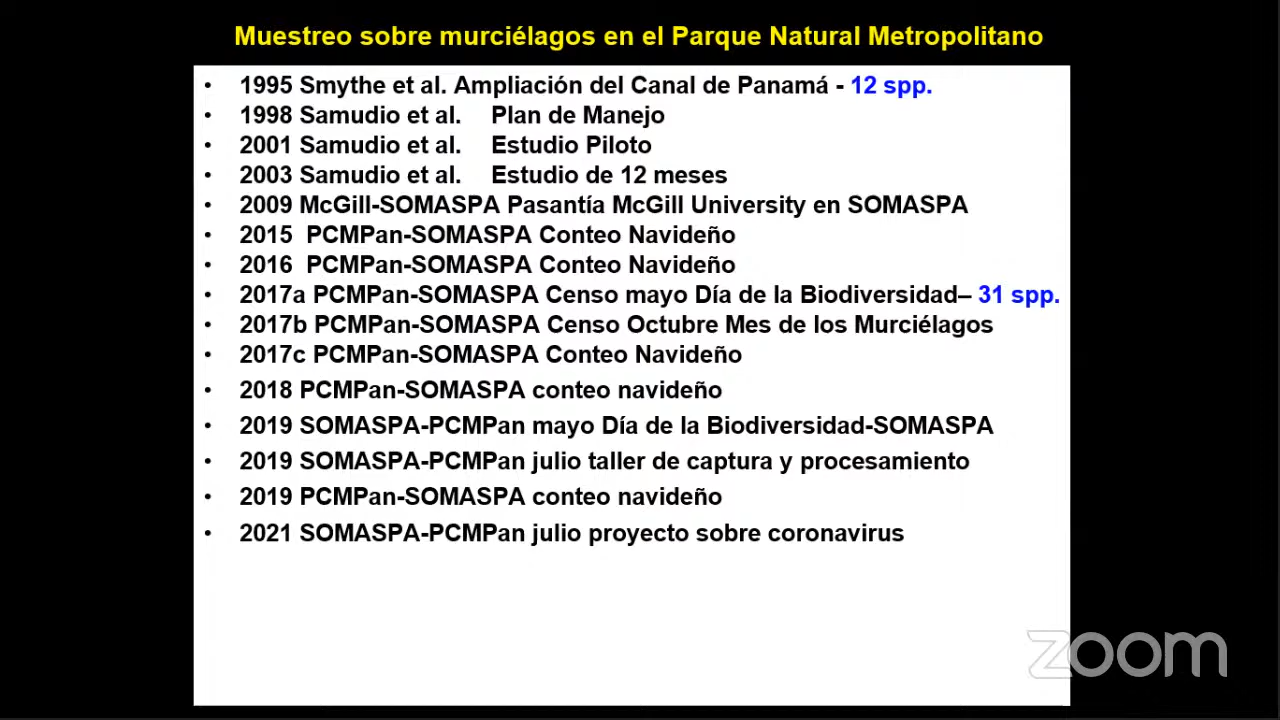 Muestreo sobre murciélagos en el Parque Natural Metropolitano
• 1995 Smythe et al. Ampliación del Canal de Panamá - 12 spp.
• 1998 Samudio et al. Plan de Manejo
• 2001 Samudio et al. Estudio Piloto
• 2003 Samudio et al. Estudio de 12 meses
• 2009 McGill-SOMASPA Pasantía McGill University en SOMASPA
• 2015 PCMPan-SOMASPA Conteo Navideño
• 2016 PCMPan-SOMASPA Conteo Navideño
• 2017a PCMPan-SOMASPA Censo mayo Día de la Biodiversidad– 31 spp.
• 2017b PCMPan-SOMASPA Censo Octubre Mes de los Murciélagos
• 2017c PCMPan-SOMASPA Conteo Navideño
• 2018 PCMPan-SOMASPA conteo navideño
• 2019 SOMASPA-PCMPan mayo Día de la Biodiversidad-SOMASPA
• 2019 SOMASPA-PCMPan julio taller de captura y procesamiento
• 2019 PCMPan-SOMASPA conteo navideño
• 2021 SOMASPA-PCMPan julio proyecto sobre coronavirus
zoom